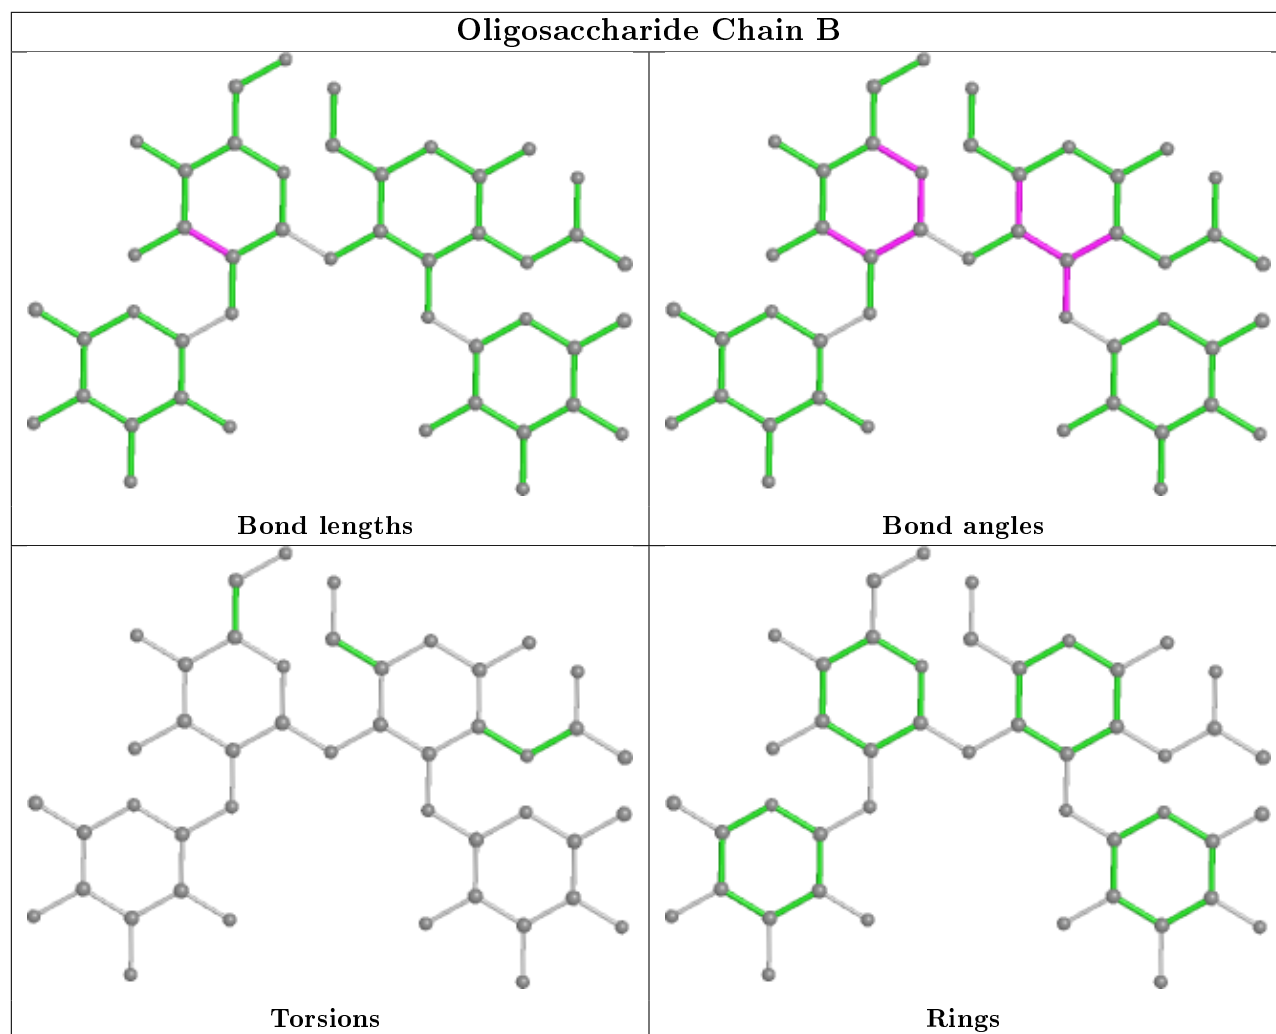 Oligosaccharide Chain B
Bond lengths
Bond angles
Torsions
Rings